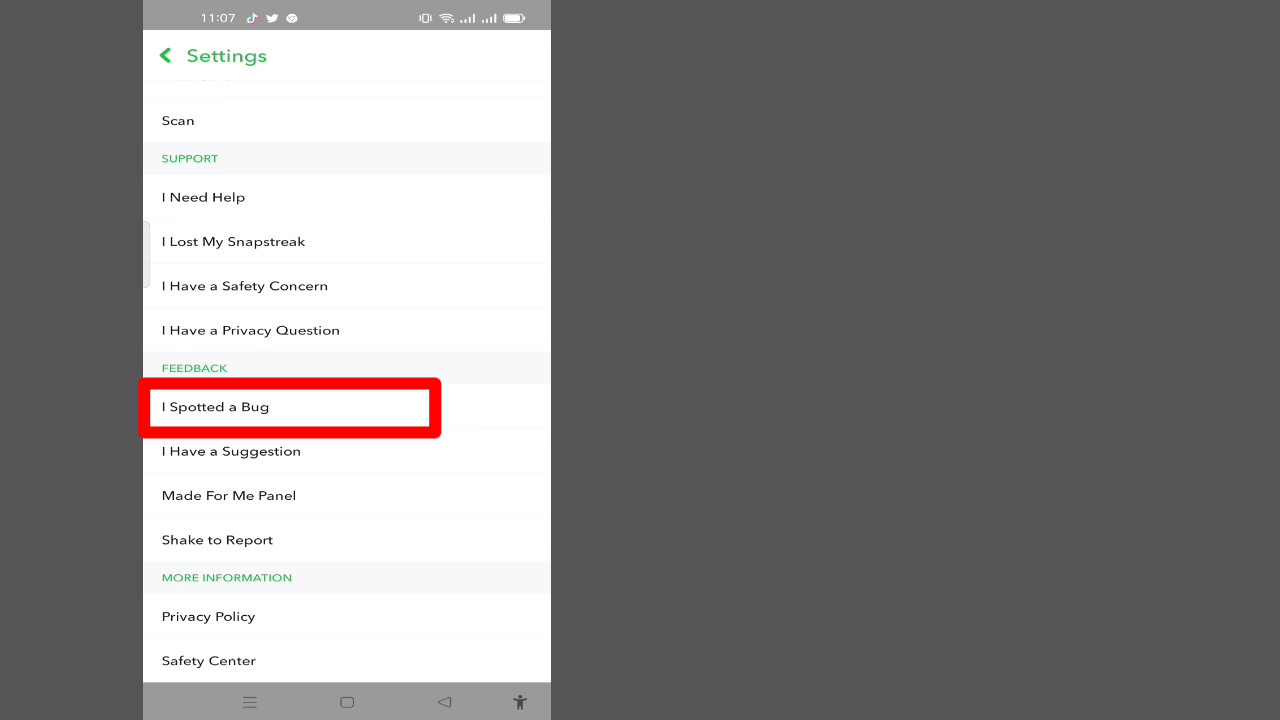 11:07
Settings
Scan
SUPPORT
I Need Help
I Lost My Snapstreak
I Have a Safety Concern
I Have a Privacy Question
FEEDBACK
I Spotted a Bug
I Have a Suggestion
Made For Me Panel
Shake to Report
MORE INFORMATION
Privacy Policy
Safety Center